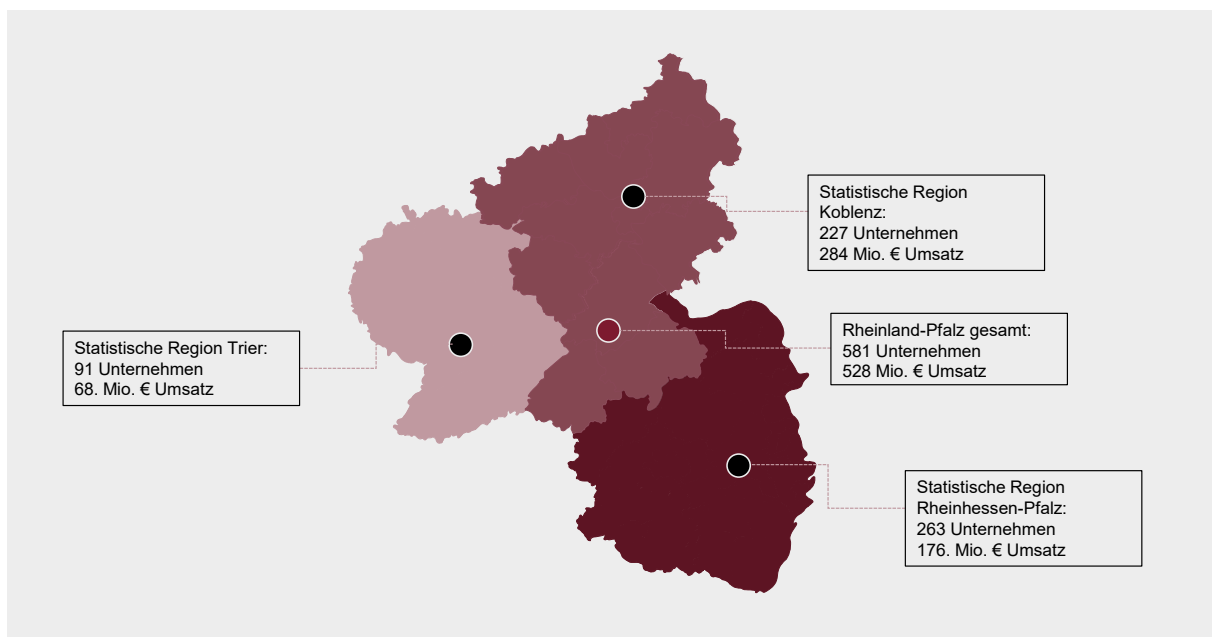 Statistische Region
Koblenz:
227 Unternehmen
284 Mio. € Umsatz
Rheinland-Pfalz gesamt:
581 Unternehmen
528 Mio. € Umsatz
Statistische Region Trier:
91 Unternehmen
68. Mio. € Umsatz
Statistische Region
Rheinhessen-Pfalz:
263 Unternehmen
176. Mio. € Umsatz